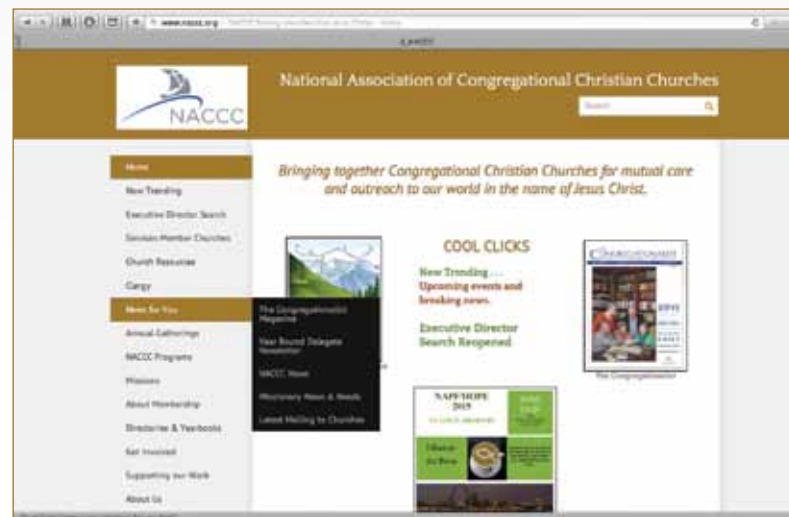 www.naccc.org
NACCC
National Association of Congregational Christian Churches
Search
Home
Now Trending
Executive Director Search
Services Member Churches
Church Resources
Clergy
News for You
Annual Gatherings
NACCC Programs
Missions
About Membership
Directories & Yearbooks
Get Involved
Supporting our Work
About Us
The Congregationalist
Magazine
Year Round Delegate
Newsletter
NACCC News
Missionary News & Needs
Latest Mailing to Churches
Bringing together Congregational Christian Churches for mutual care
and outreach to our world in the name of Jesus Christ.
COOL CLICKS
Now Trending . . .
Upcoming events and
breaking news.
Executive Director
Search Reopened
CONGREGATIONALIST
The Congregationalist
NAPF/HOPE
2015